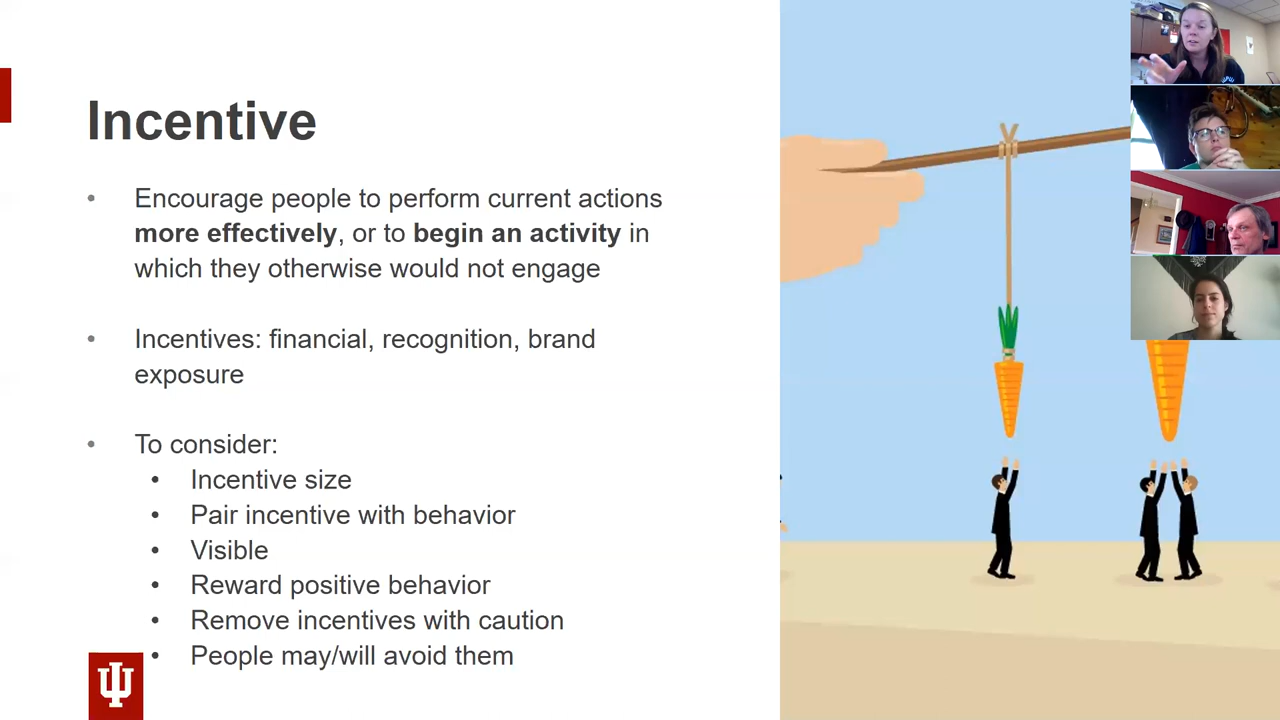 Incentive
• Encourage people to perform current actions
more effectively, or to begin an activity in
which they otherwise would not engage
• Incentives: financial, recognition, brand
exposure
• To consider:
• Incentive size
• Pair incentive with behavior
• Visible
• Reward positive behavior
• Remove incentives with caution
• People may/will avoid them